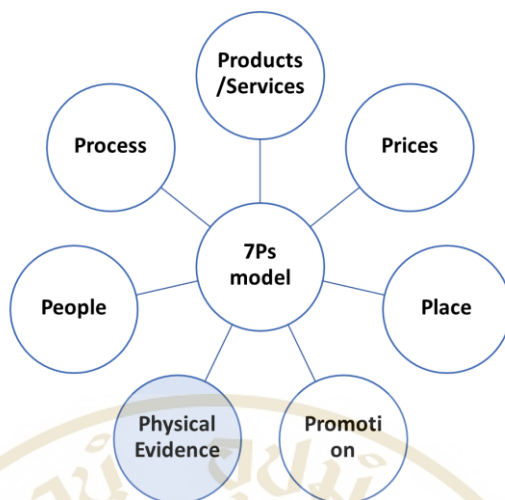 Products
/Services
Process
Prices
7Ps
model
People
Place
Physical
Evidence
Promoti
on